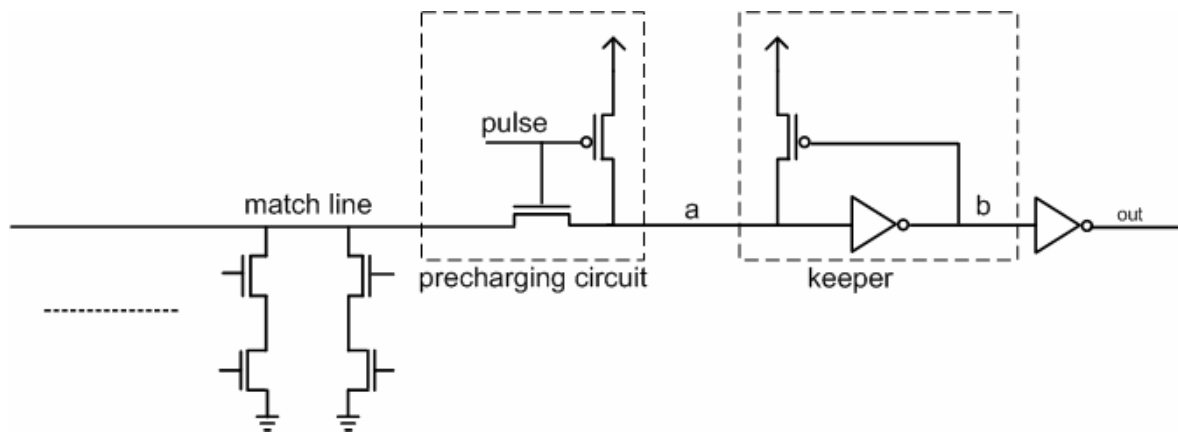 pulse
match line
a
b
out
precharging circuit
keeper